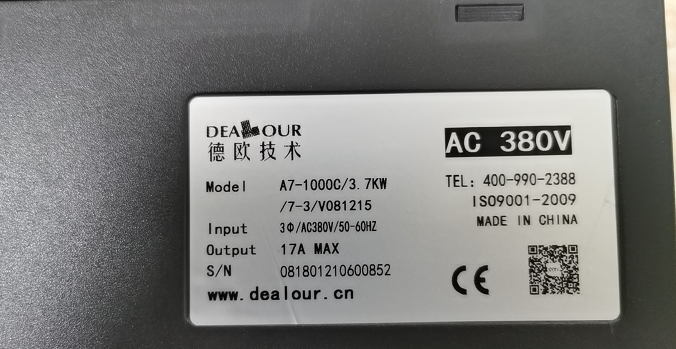 DEALOUR
德欧技术
AC 380V
Model A7-1000C/3.7KW
/7-3/V081215
Input 3Φ/AC380V/50-60HZ
Output 17A MAX
S/N 081801210600852
www.dealour.cn
TEL: 400-990-2388
ISO9001-2009
MADE IN CHINA
CE